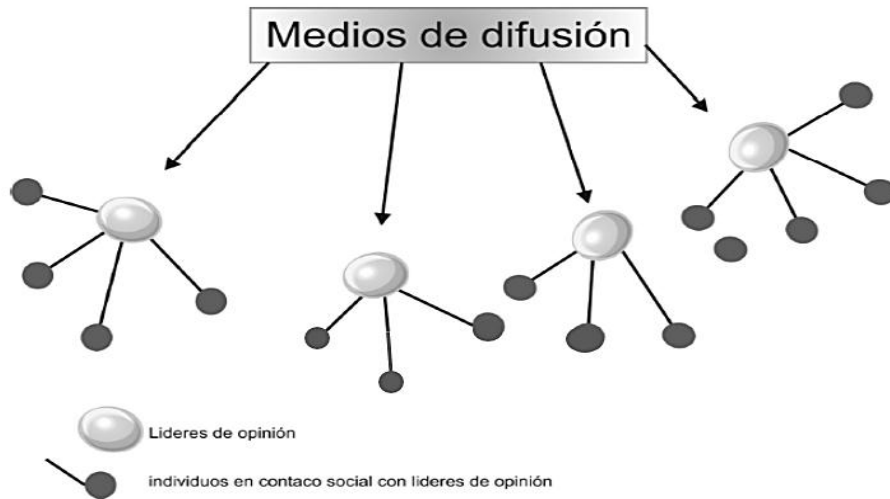 Medios de difusión
Lideres de opinión
individuos en contaco social con lideres de opinión